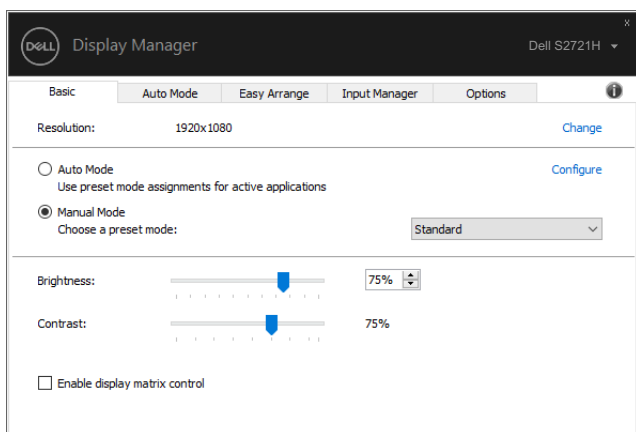 x
DELL Display Manager Dell S2721H
Basic Auto Mode Easy Arrange Input Manager Options
Resolution: 1920x1080 Change
Auto Mode Configure
Use preset mode assignments for active applications
Manual Mode
Choose a preset mode: Standard
Brightness: 75%
Contrast: 75%
Enable display matrix control